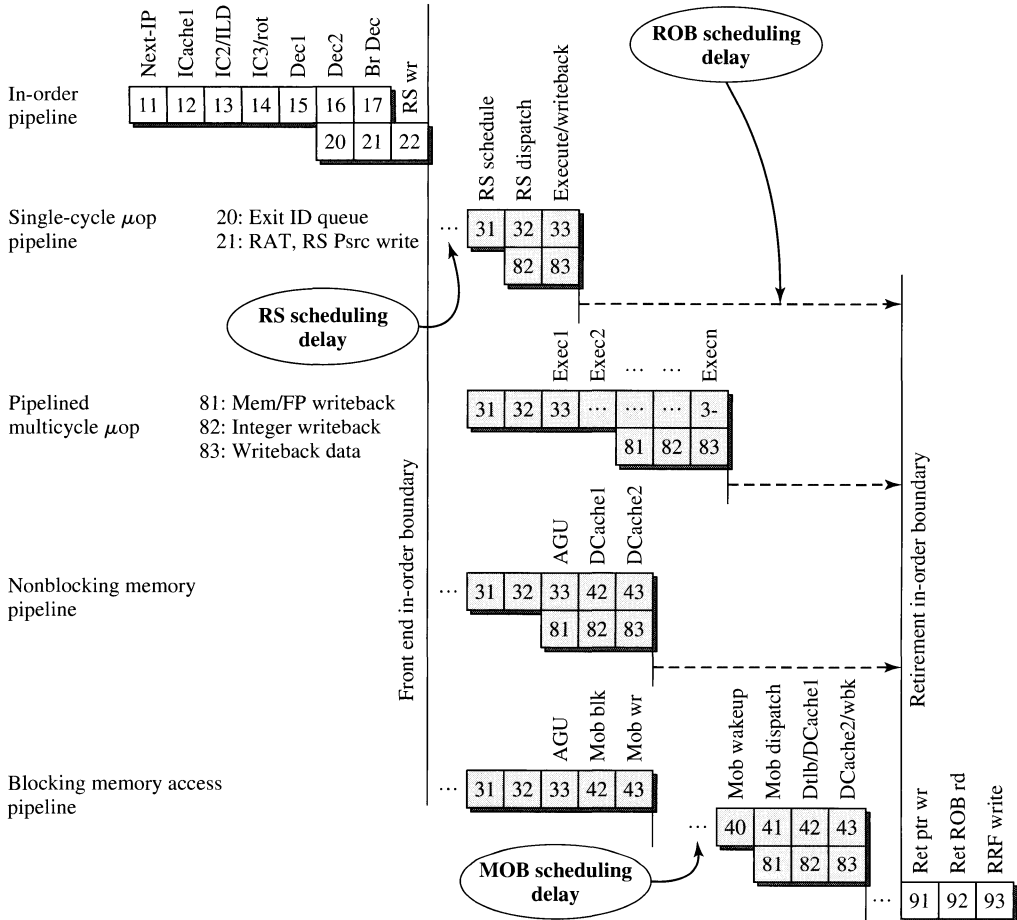 Next-IP
ICache1
IC2/ILD
IC3/rot
Dec1
Dec2
Br Dec
RS wr
ROB scheduling
delay
In-order
pipeline
11 12 13 14 15 16 17
20 21 22
RS schedule
RS dispatch
Execute/writeback
Single-cycle μop
pipeline
20: Exit ID queue
21: RAT, RS Psrc write
... 31 32 33
82 83
RS scheduling
delay
Exec1
Exec2
...
...
Execn
Pipelined
multicycle μop
81: Mem/FP writeback
82: Integer writeback
83: Writeback data
31 32 33 ... ... ... 3-
81 82 83
Front end in-order boundary
Retirement in-order boundary
AGU
DCache1
DCache2
Nonblocking memory
pipeline
... 31 32 33 42 43
81 82 83
AGU
Mob blk
Mob wr
Mob wakeup
Mob dispatch
Dtlb/DCache1
DCache2/wbk
Blocking memory access
pipeline
... 31 32 33 42 43
... 40 41 42 43
81 82 83
MOB scheduling
delay
Ret ptr wr
Ret ROB rd
RRF write
... 91 92 93